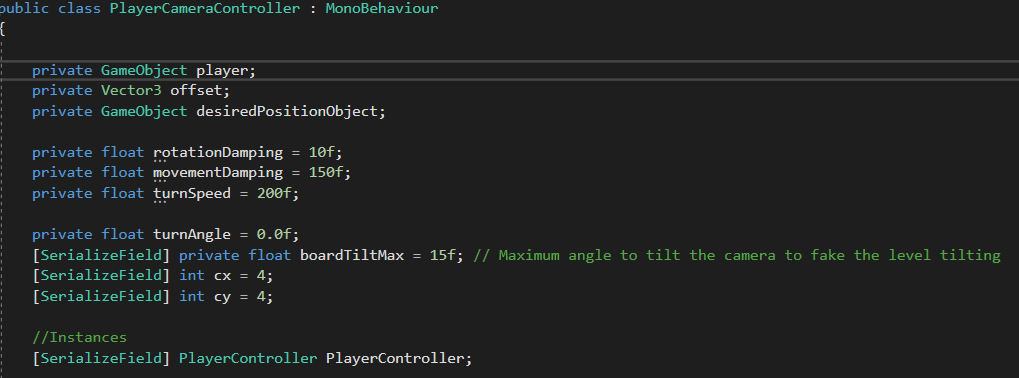 public class PlayerCameraController : MonoBehaviour
{
private GameObject player;
private Vector3 offset;
private GameObject desiredPositionObject;
private float rotationDamping = 10f;
private float movementDamping = 150f;
private float turnSpeed = 200f;
private float turnAngle = 0.0f;
[SerializeField] private float boardTiltMax = 15f; // Maximum angle to tilt the camera to fake the level tilting
[SerializeField] int cx = 4;
[SerializeField] int cy = 4;
//Instances
[SerializeField] PlayerController PlayerController;